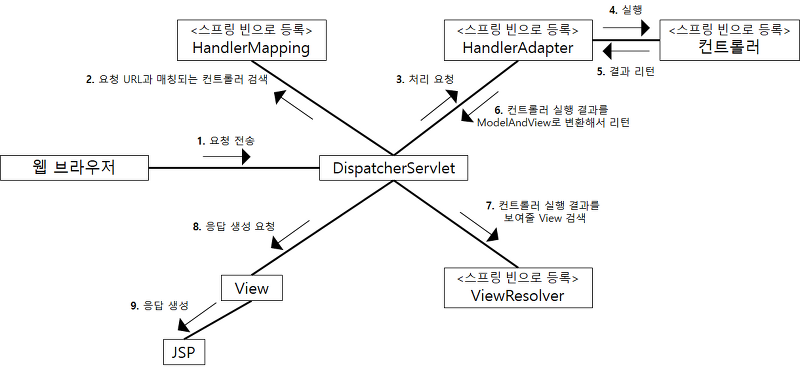 <스프링 빈으로 등록>
HandlerMapping
<스프링 빈으로 등록>
HandlerAdapter
4. 실행
<스프링 빈으로 등록>
컨트롤러
5. 결과 리턴
2. 요청 URL과 매칭되는 컨트롤러 검색
3. 처리 요청
6. 컨트롤러 실행 결과를
ModelAndView로 변환해서 리턴
1. 요청 전송
웹 브라우저
DispatcherServlet
7. 컨트롤러 실행 결과를
보여줄 View 검색
8. 응답 생성 요청
View
<스프링 빈으로 등록>
ViewResolver
9. 응답 생성
JSP